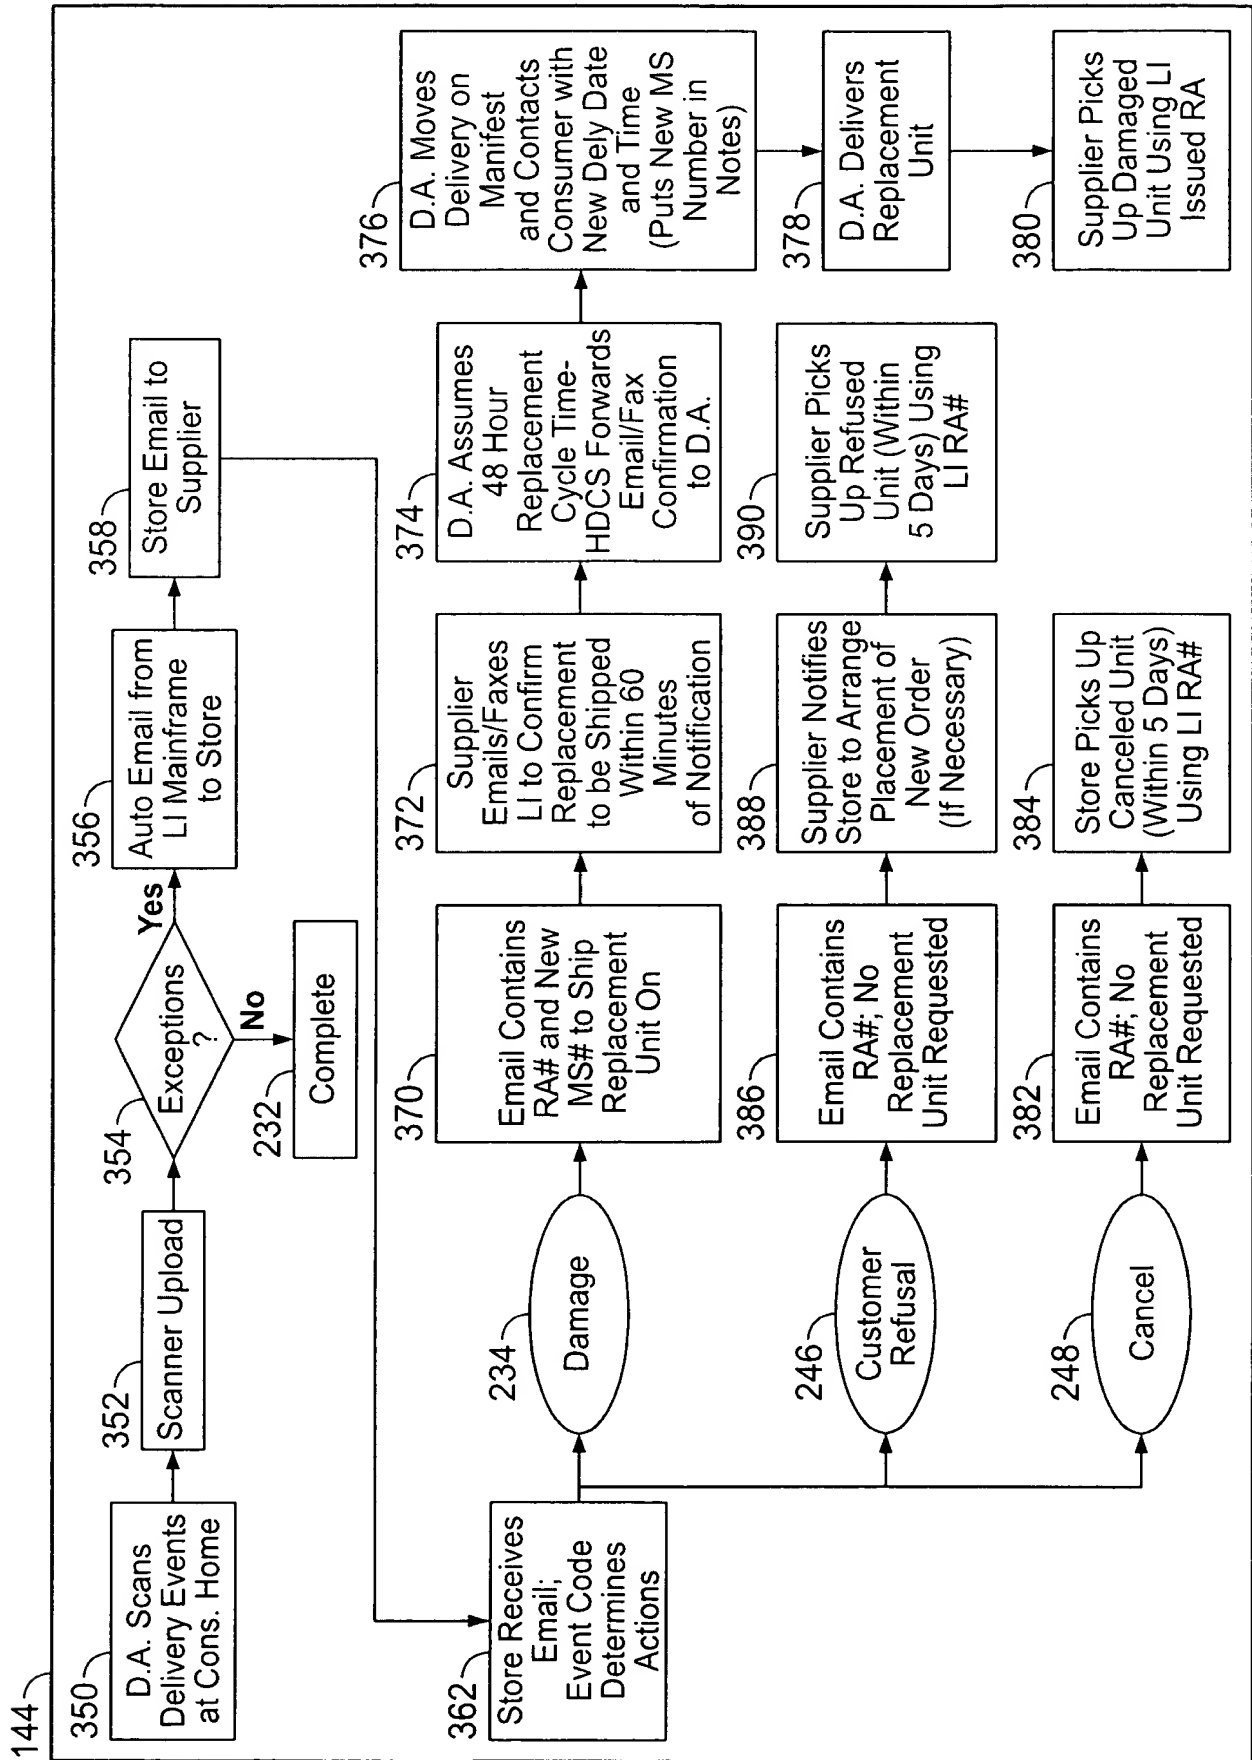 144
350
D.A. Scans
Delivery Events
at Cons. Home
352
Scanner Upload
354
Exceptions
?
Yes
No
232
Complete
356
Auto Email from
LI Mainframe
to Store
358
Store Email to
Supplier
362
Store Receives
Email;
Event Code
Determines
Actions
234
Damage
370
Email Contains
RA# and New
MS# to Ship
Replacement
Unit On
372
Supplier
Emails/Faxes
LI to Confirm
Replacement
to be Shipped
Within 60
Minutes
of Notification
374
D.A. Assumes
48 Hour
Replacement
Cycle Time-
HDCS Forwards
Email/Fax
Confirmation
to D.A.
376
D.A. Moves
Delivery on
Manifest
and Contacts
Consumer with
New Dely Date
and Time
(Puts New MS
Number in
Notes)
378
D.A. Delivers
Replacement
Unit
380
Supplier Picks
Up Damaged
Unit Using LI
Issued RA
246
Customer
Refusal
386
Email Contains
RA#; No
Replacement
Unit Requested
388
Supplier Notifies
Store to Arrange
Placement of
New Order
(If Necessary)
390
Supplier Picks
Up Refused
Unit (Within
5 Days) Using
LI RA#
248
Cancel
382
Email Contains
RA#; No
Replacement
Unit Requested
384
Store Picks Up
Canceled Unit
(Within 5 Days)
Using LI RA#